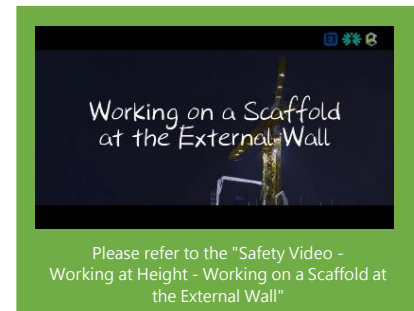 Working on a Scaffold
at the External Wall
Please refer to the "Safety Video -
Working at Height - Working on a Scaffold at
the External Wall"